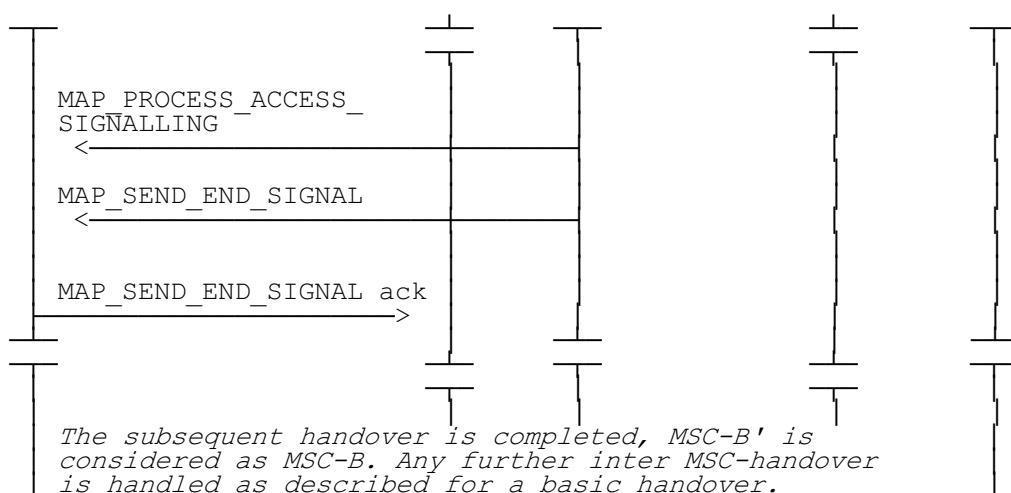 MAP_PROCESS_ACCESS_
SIGNALLING
MAP_SEND_END_SIGNAL
MAP_SEND_END_SIGNAL ack
The subsequent handover is completed, MSC-B' is
considered as MSC-B. Any further inter MSC-handover
is handled as described for a basic handover.